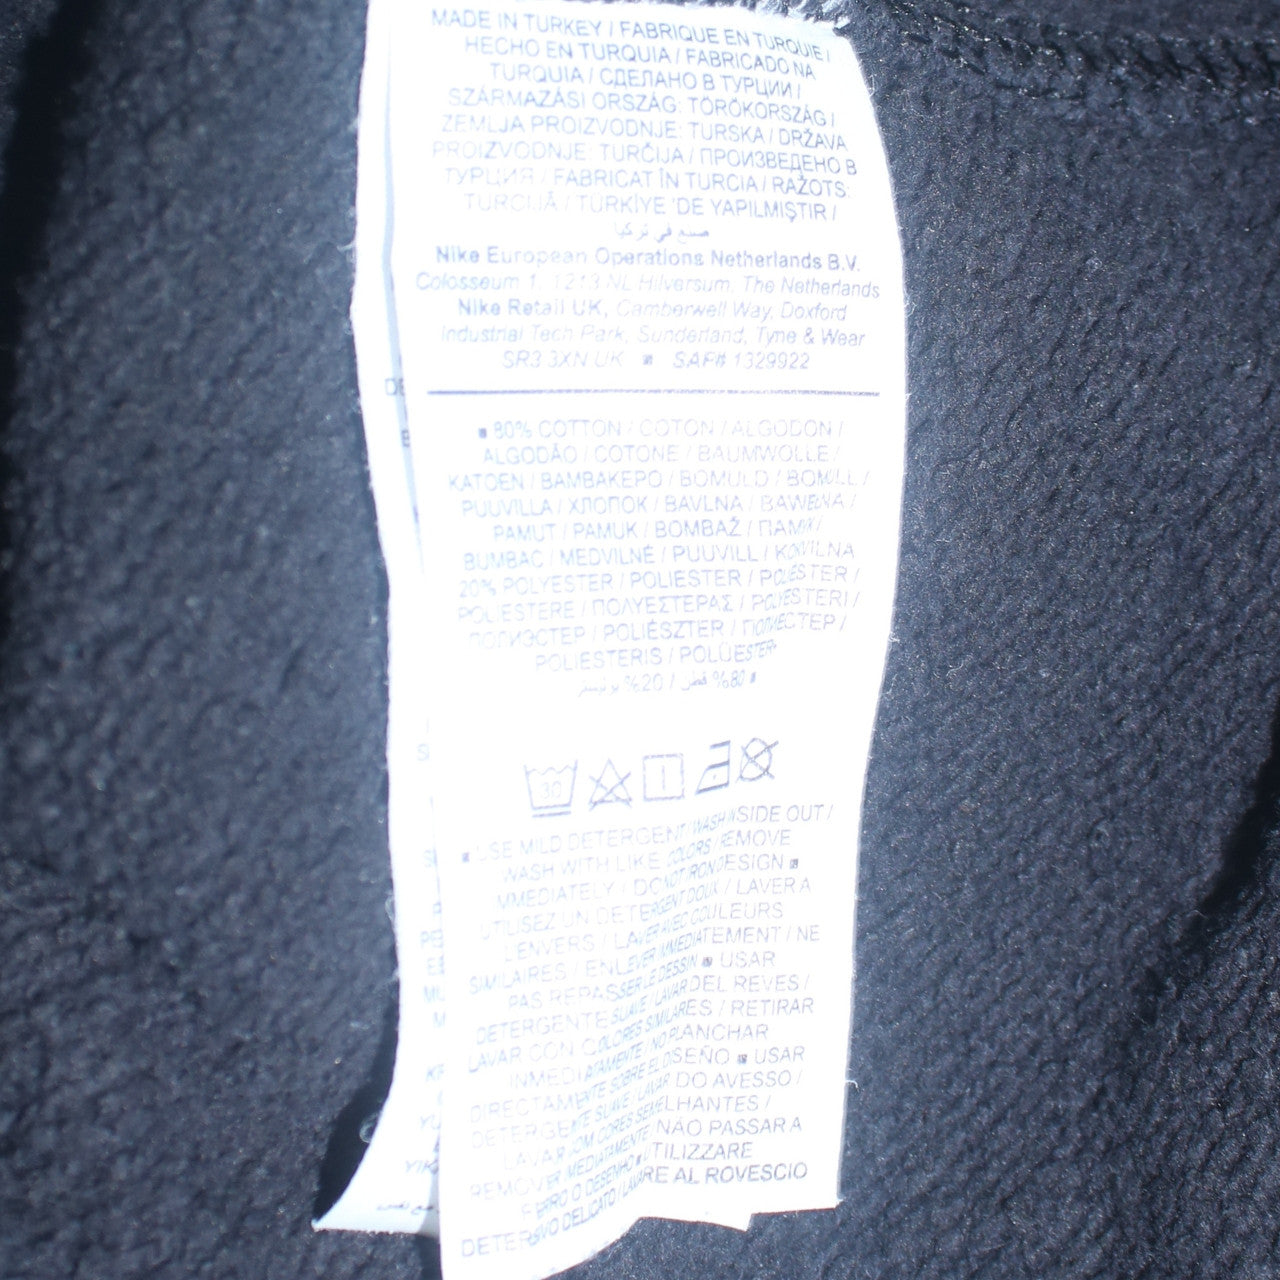 MADE IN TURKEY / FABRIQUE EN TURQUIE /
HECHO EN TURQUIA / FABRICADO NA
TURQUIA / СДЕЛАНО В ТУРЦИИ /
SZÁRMAZÁSI ORSZÁG: TÖRÖKORSZÁG /
ZEMLJA PROIZVODNJE: TURSKA / DRŽAVA
PROIZVODNJE: TURČIJA / ПРОИЗВЕДЕНО В
ТУРЦИЯ / FABRICAT ÎN TURCIA / RAŽOTS:
TURCIJĀ / TÜRKİYE 'DE YAPILMIŞTIR /
صنع في تركيا
Nike European Operations Netherlands B.V.
Colosseum 1, 1213 NL Hilversum, The Netherlands
Nike Retail UK, Camberwell Way, Doxford
Industrial Tech Park, Sunderland, Tyne & Wear
SR3 3XN UK ■ SAP# 1329922
■ 80% COTTON / COTON / ALGODON /
ALGODÃO / COTONE / BAUMWOLLE /
KATOEN / ΒΑΜΒΑΚΕΡΟ / BOMULD / BOMULL /
PUUVILLA / ХЛОПОК / BAVLNA / BAWEŁNA /
PAMUT / PAMUK / BOMBAŽ / ПАМУК /
BUMBAC / MEDVILNĖ / PUUVILL / KOKVILNA
20% POLYESTER / POLIESTER / POLIÉSTER /
POLIESTERE / ΠΟΛΥΕΣΤΕΡΑΣ / POLYESTERI /
ПОЛИЭСТЕР / POLIÉSZTER / ПОЛИЕСТЕР /
POLIESTERIS / POLÜESTER
80% قطن / 20% بوليستر ■
30
■ USE MILD DETERGENT / WASH INSIDE OUT /
WASH WITH LIKE COLORS / REMOVE
IMMEDIATELY / DO NOT IRON DESIGN ■
UTILISEZ UN DETERGENT DOUX / LAVER A
L'ENVERS / LAVER AVEC COULEURS
SIMILAIRES / ENLEVER IMMEDIATEMENT / NE
PAS REPASSER LE DESSIN ■ USAR
DETERGENTE SUAVE / LAVAR DEL REVES /
LAVAR CON COLORES SIMILARES / RETIRAR
INMEDIATAMENTE / NO PLANCHAR
DIRECTAMENTE SOBRE EL DISEÑO ■ USAR
DETERGENTE SUAVE / LAVAR DO AVESSO /
LAVAR COM CORES SEMELHANTES /
REMOVER IMEDIATAMENTE / NÃO PASSAR A
FERRO O DESENHO ■ UTILIZZARE
DETERSIVO DELICATO / LAVARE AL ROVESCIO